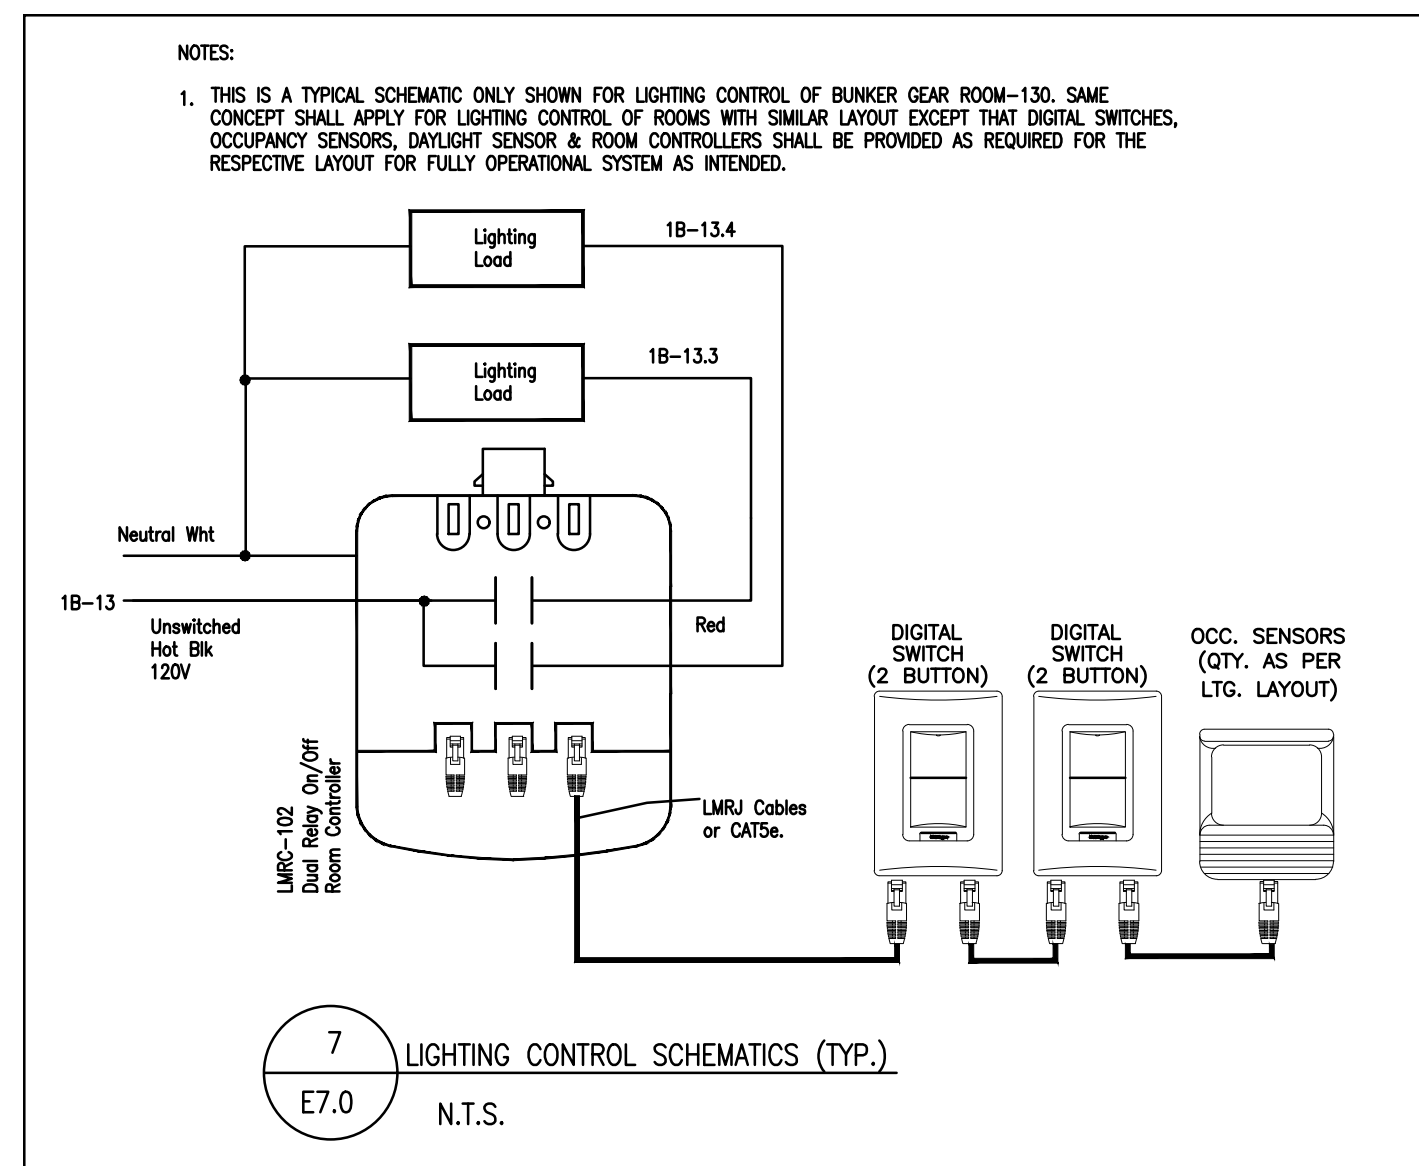 NOTES:
1. THIS IS A TYPICAL SCHEMATIC ONLY SHOWN FOR LIGHTING CONTROL OF BUNKER GEAR ROOM-130. SAME
CONCEPT SHALL APPLY FOR LIGHTING CONTROL OF ROOMS WITH SIMILAR LAYOUT EXCEPT THAT DIGITAL SWITCHES,
OCCUPANCY SENSORS, DAYLIGHT SENSOR & ROOM CONTROLLERS SHALL BE PROVIDED AS REQUIRED FOR THE
RESPECTIVE LAYOUT FOR FULLY OPERATIONAL SYSTEM AS INTENDED.
Lighting
Load
1B-13.4
Lighting
Load
1B-13.3
Neutral Wht
1B-13
Unswitched
Hot Blk
120V
Red
DIGITAL
SWITCH
(2 BUTTON)
DIGITAL
SWITCH
(2 BUTTON)
OCC. SENSORS
(QTY. AS PER
LTG. LAYOUT)
LMRC-102
Dual Relay On/Off
Room Controller
LMRJ Cables
or CAT5e.
7
E7.0
LIGHTING CONTROL SCHEMATICS (TYP.)
N.T.S.